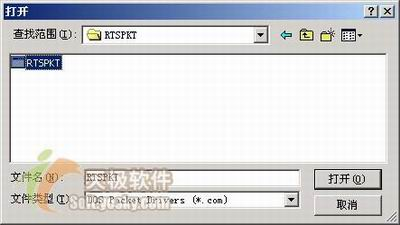 打开
查找范围(I): RTSPKT
RTSPKT
文件名(N): RTSPKT 打开(O)
文件类型(T) DOS Packet Drivers (*.com) 取消
天极软件